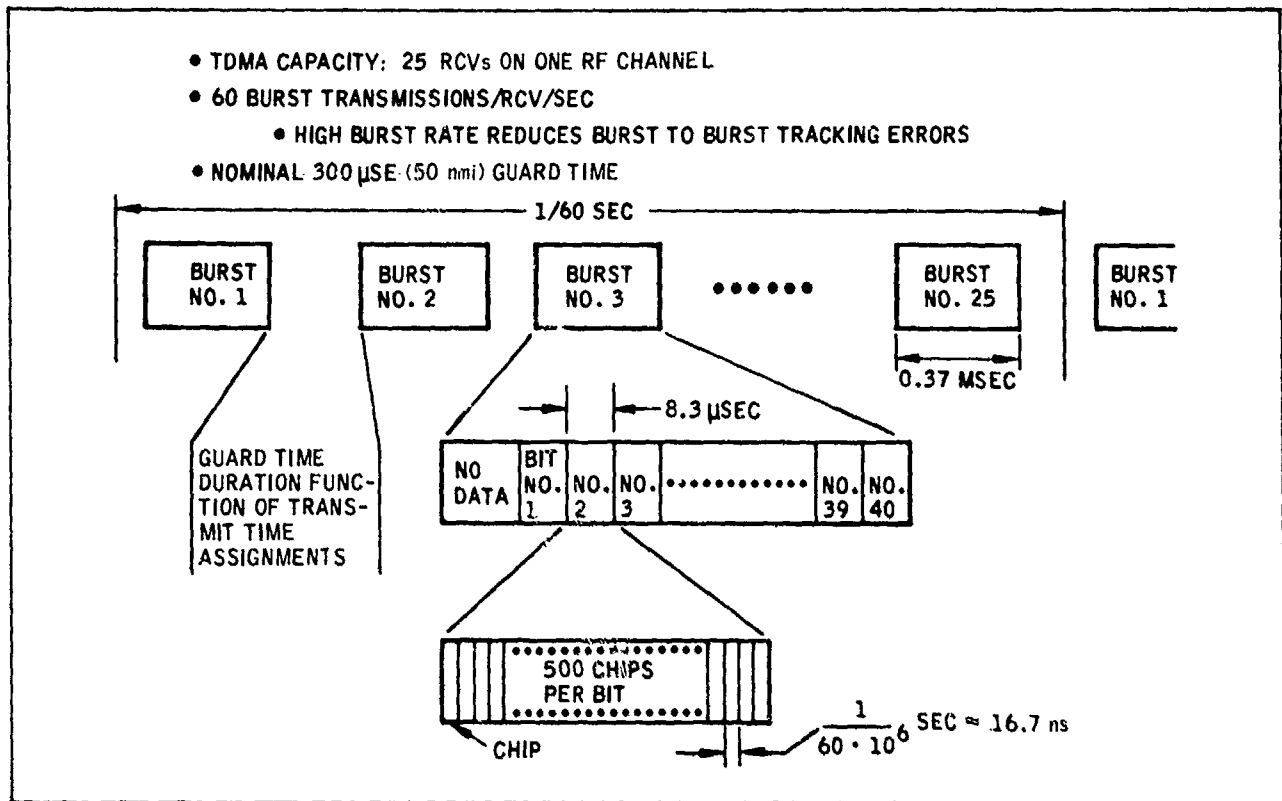 • TDMA CAPACITY: 25 RCVs ON ONE RF CHANNEL
• 60 BURST TRANSMISSIONS/RCV/SEC
• HIGH BURST RATE REDUCES BURST TO BURST TRACKING ERRORS
• NOMINAL 300 µSE (50 nmi) GUARD TIME
1/60 SEC
BURST
NO. 1
BURST
NO. 2
BURST
NO. 3
BURST
NO. 25
BURST
NO. 1
0.37 MSEC
8.3 µSEC
GUARD TIME
DURATION FUNC-
TION OF TRANS-
MIT TIME
ASSIGNMENTS
NO
DATA
BIT
NO.
1
NO.
2
NO.
3
NO.
39
NO.
40
500 CHIPS
PER BIT
CHIP
1
60 · 10⁶ SEC ≈ 16.7 ns